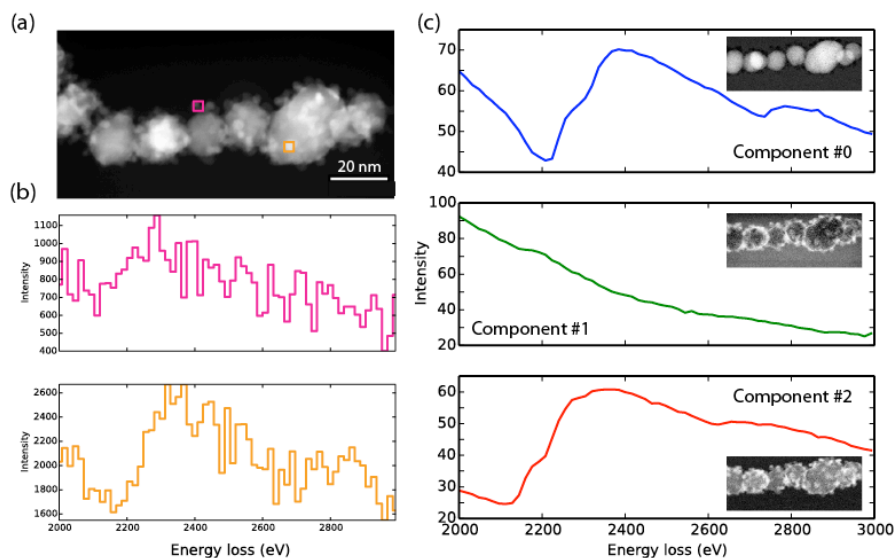 (a)
20 nm
(b)
Intensity
1100
1000
900
800
700
600
500
400
Intensity
2600
2400
2200
2000
1800
1600
2000 2200 2400 2600 2800
Energy loss (eV)
(c)
70
60
50
40
Component #0
Intensity
100
80
60
40
20
Component #1
60
50
40
30
20
Component #2
2000 2200 2400 2600 2800 3000
Energy loss (eV)